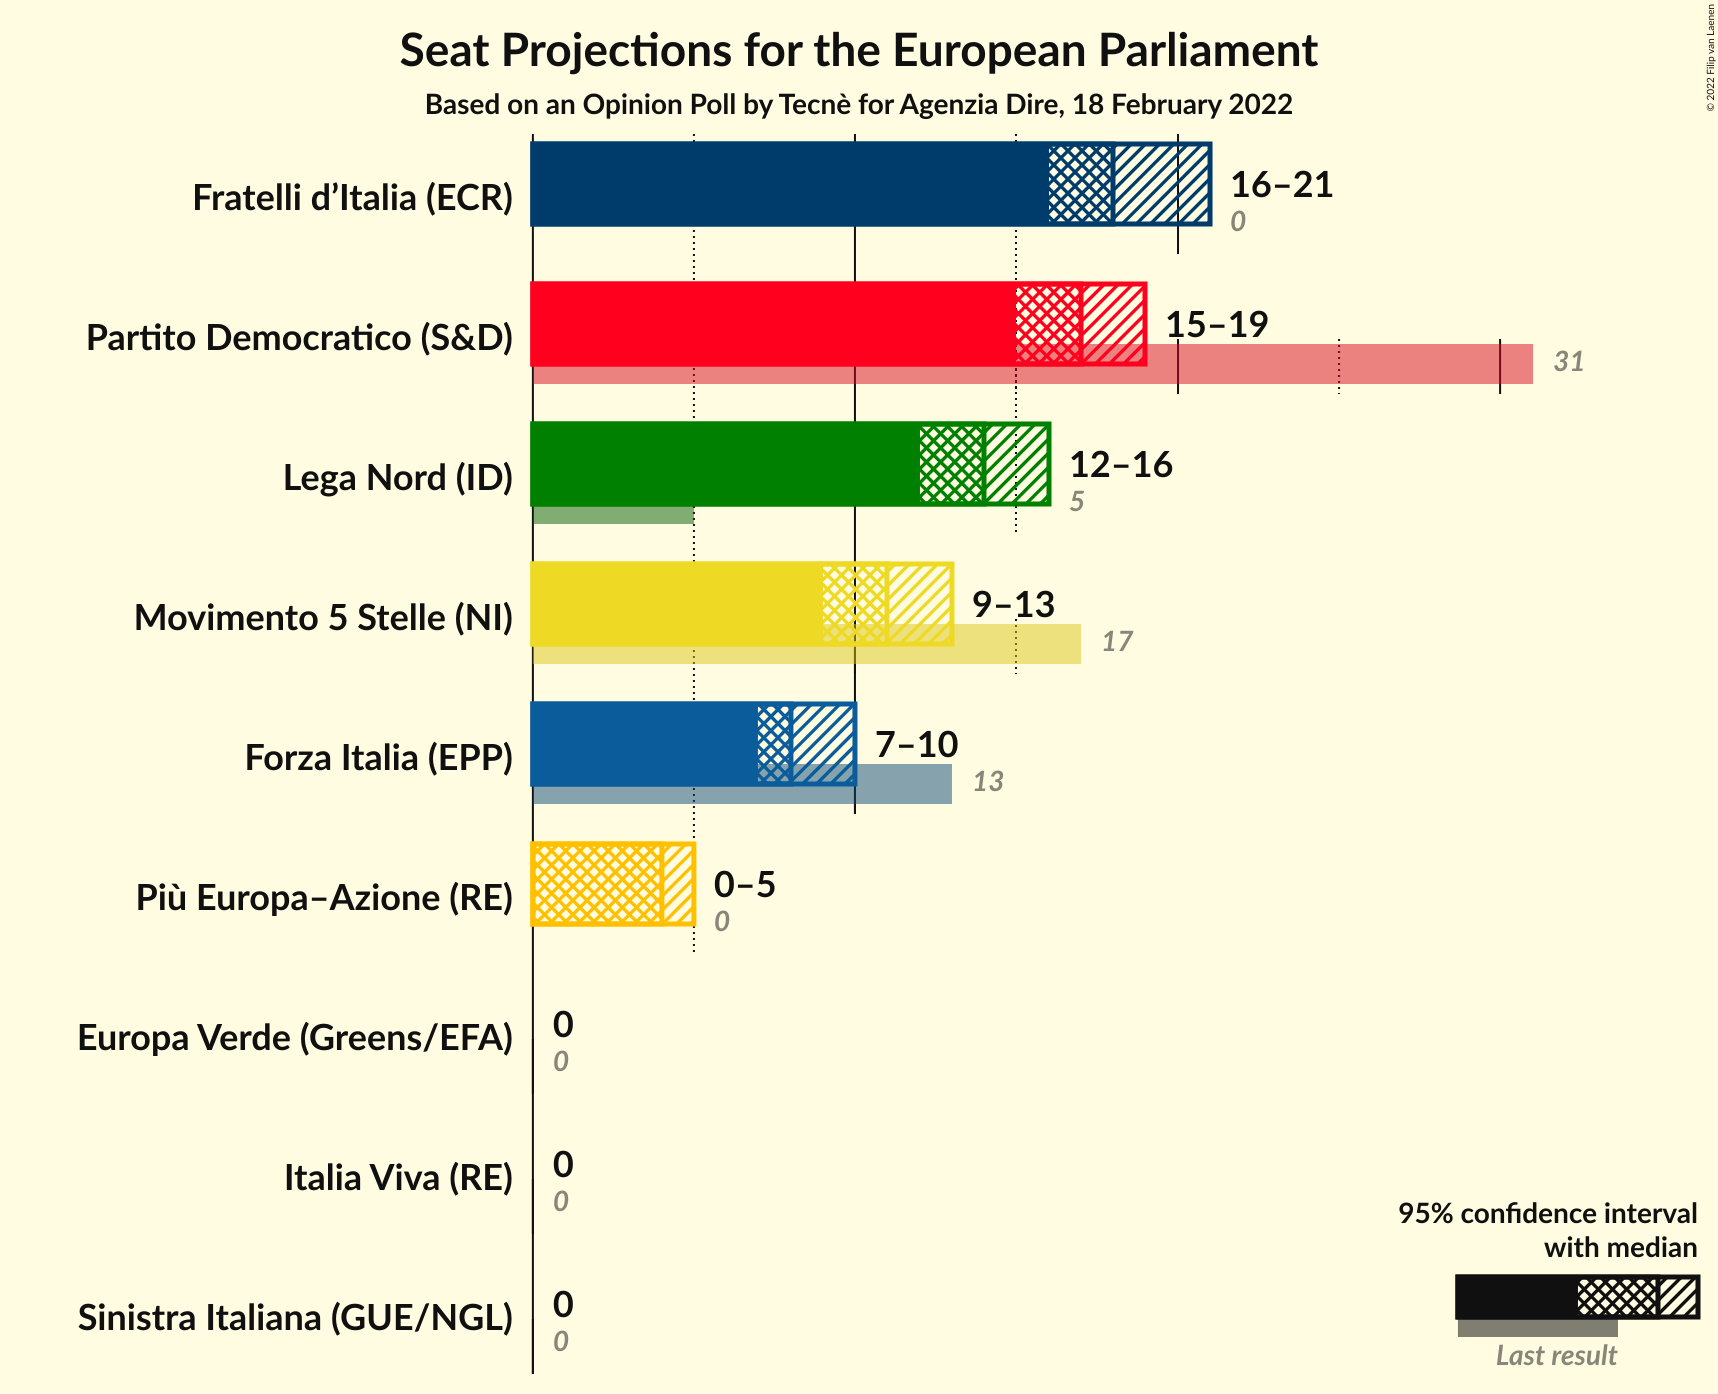 Seat Projections for the European Parliament
Based on an Opinion Poll by Tecnè for Agenzia Dire, 18 February 2022
© 2022 Filip van Laenen
Fratelli d’Italia (ECR)
16–21
0
Partito Democratico (S&D)
15–19
31
Lega Nord (ID)
12–16
5
Movimento 5 Stelle (NI)
9–13
17
Forza Italia (EPP)
7–10
13
Più Europa–Azione (RE)
0–5
0
Europa Verde (Greens/EFA)
0
0
Italia Viva (RE)
0
0
Sinistra Italiana (GUE/NGL)
0
0
95% confidence interval
with median
Last result